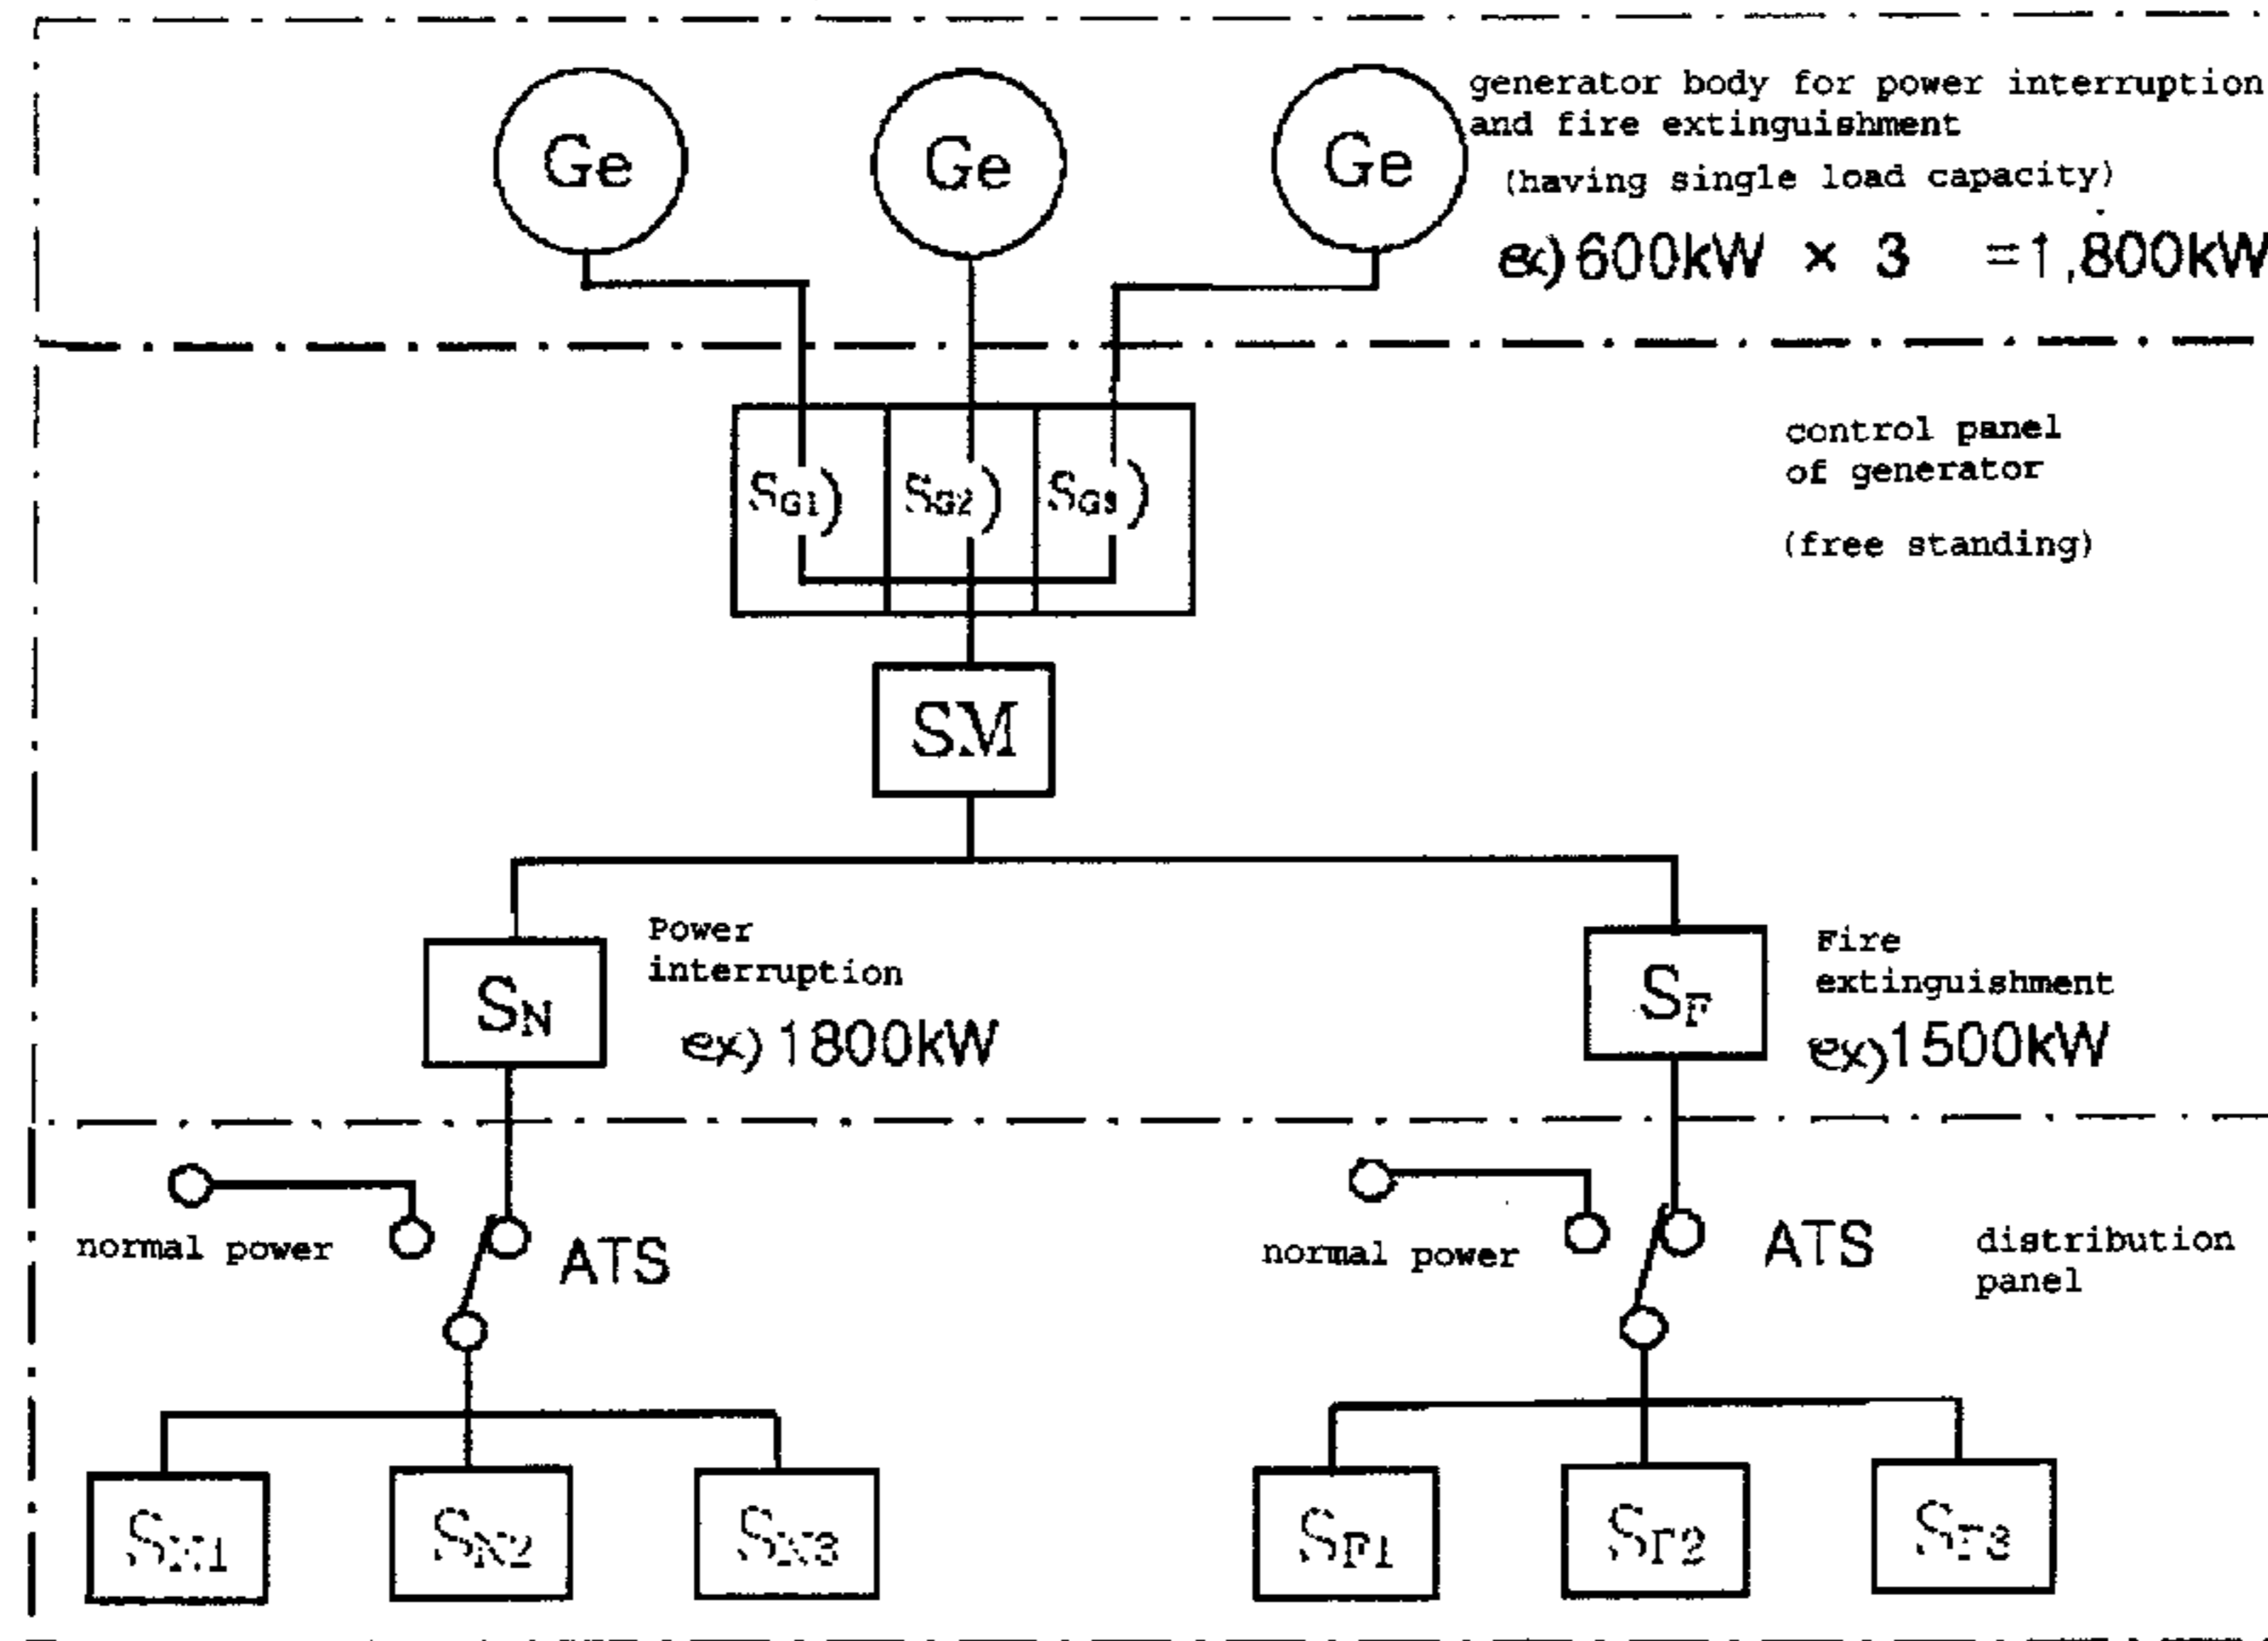 Ge
Ge
Ge
generator body for power interruption
and fire extinguishment
(having single load capacity)
ex)600kW × 3 =1,800kW
SG1)
SG2)
SG3)
control panel
of generator
(free standing)
SM
SN
Power
interruption
ex)1800kW
SF
Fire
extinguishment
ex)1500kW
normal power
ATS
normal power
ATS
distribution
panel
SN1
SN2
SN3
SF1
SF2
SF3